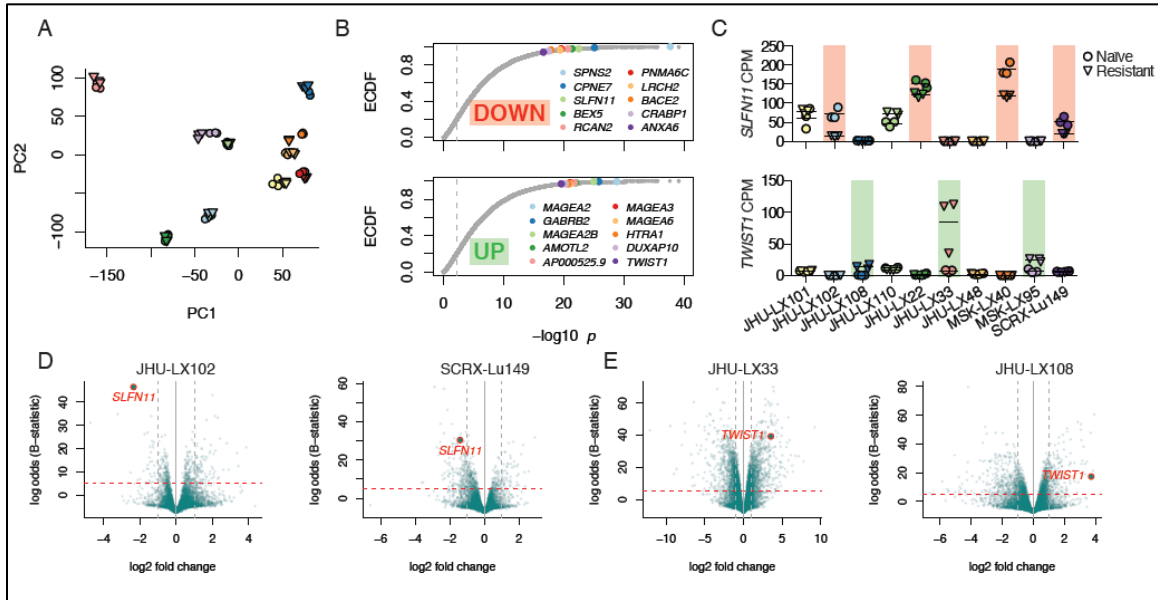 A
PC2
100
50
0
−100
−150
−50
0
50
PC1
B
ECDF
0.8
0.4
0.0
DOWN
SPNS2
CPNE7
SLFN11
BEX5
RCAN2
PNMA6C
LRCH2
BACE2
CRABP1
ANXA6
ECDF
0.8
0.4
0.0
UP
MAGEA2
GABRB2
MAGEA2B
AMOTL2
AP000525.9
MAGEA3
MAGEA6
HTRA1
DUXAP10
TWIST1
0 10 20 30 40
−log10 p
C
SLFN11 CPM
250
200
150
100
50
0
Naïve
Resistant
TWIST1 CPM
150
100
50
0
JHU-LX101
JHU-LX102
JHU-LX108
JHU-LX110
JHU-LX22
JHU-LX33
JHU-LX48
MSK-LX40
MSK-LX95
SCRX-Lu149
D
JHU-LX102
log odds (B−statistic)
40
30
20
10
0
SLFN11
−4 −2 0 2 4
log2 fold change
SCRX-Lu149
log odds (B−statistic)
60
40
20
0
SLFN11
−4 −2 0 2
log2 fold change
E
JHU-LX33
log odds (B−statistic)
60
40
20
0
TWIST1
−10 −5 0 5 10
log2 fold change
JHU-LX108
log odds (B−statistic)
80
60
40
20
0
TWIST1
−4 −2 0 2 4
log2 fold change